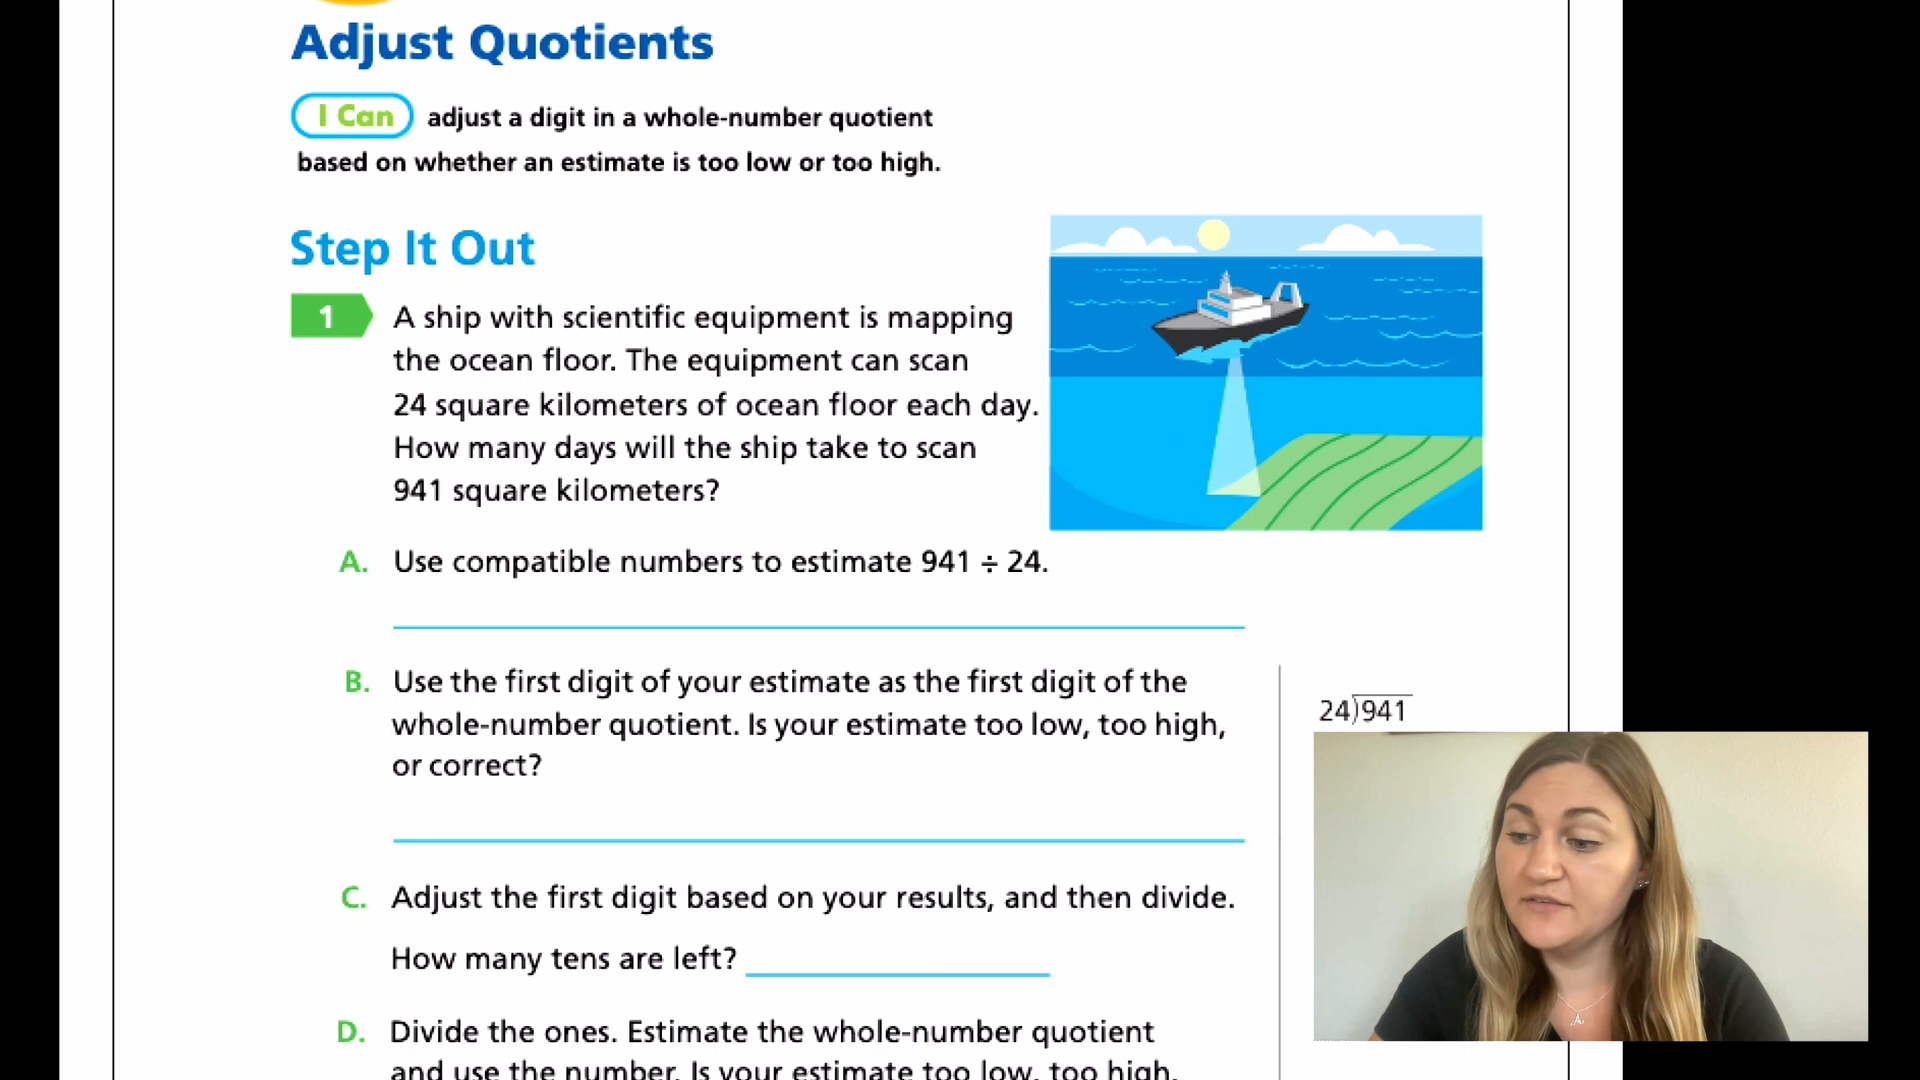 Adjust Quotients
I Can adjust a digit in a whole-number quotient
based on whether an estimate is too low or too high.
Step It Out
1 A ship with scientific equipment is mapping
the ocean floor. The equipment can scan
24 square kilometers of ocean floor each day.
How many days will the ship take to scan
941 square kilometers?
A. Use compatible numbers to estimate 941 ÷ 24.
B. Use the first digit of your estimate as the first digit of the
whole-number quotient. Is your estimate too low, too high,
or correct?
24)941
C. Adjust the first digit based on your results, and then divide.
How many tens are left?
D. Divide the ones. Estimate the whole-number quotient
and use the number. Is your estimate too low, too high,